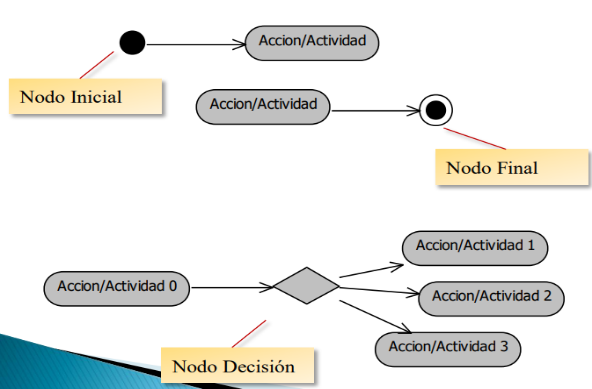 Accion/Actividad
Nodo Inicial
Accion/Actividad
Nodo Final
Accion/Actividad 1
Accion/Actividad 0
Accion/Actividad 2
Accion/Actividad 3
Nodo Decisión